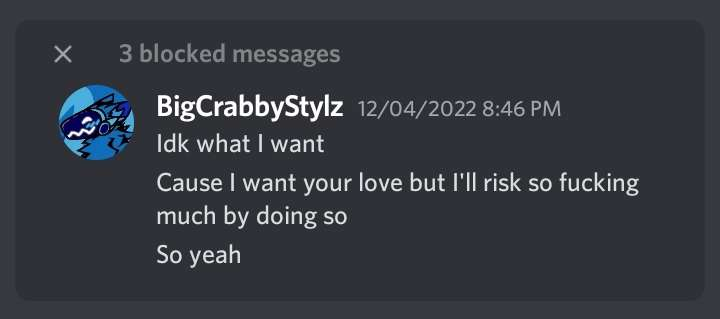 3 blocked messages
BigCrabbyStylz 12/04/2022 8:46 PM
Idk what I want
Cause I want your love but I'll risk so fucking
much by doing so
So yeah